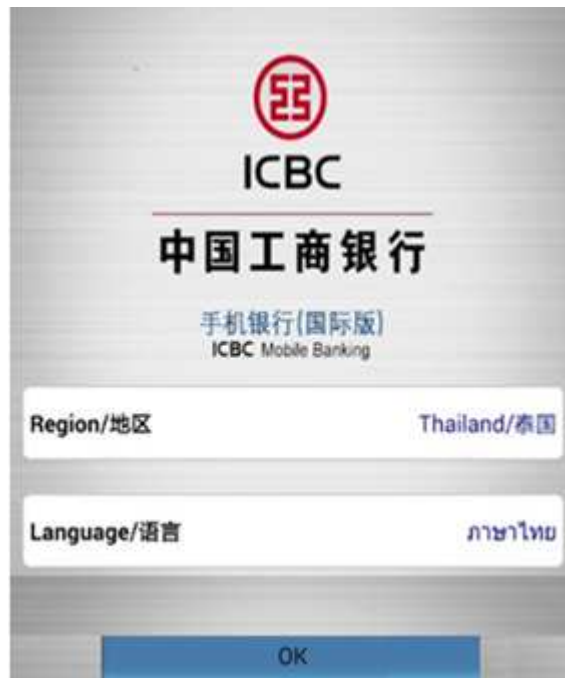 ICBC
中国工商银行
手机银行(国际版)
ICBC Mobile Banking
Region/地区 Thailand/泰国
Language/语言 ภาษาไทย
OK